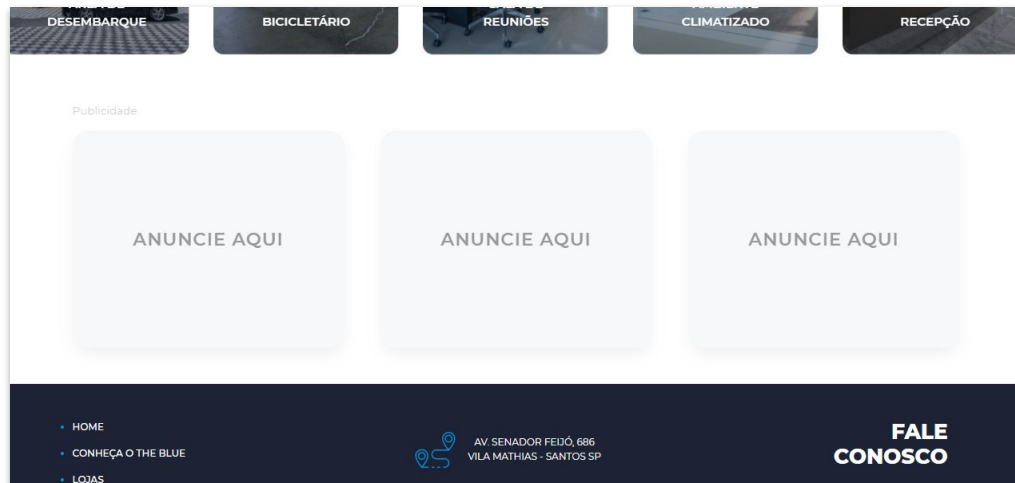 DESEMBARQUE
BICICLETÁRIO
REUNIÕES
CLIMATIZADO
RECEPÇÃO
Publicidade
ANUNCIE AQUI
ANUNCIE AQUI
ANUNCIE AQUI
HOME
CONHEÇA O THE BLUE
LOJAS
AV. SENADOR FEIJÓ, 686
VILA MATHIAS - SANTOS SP
FALE
CONOSCO